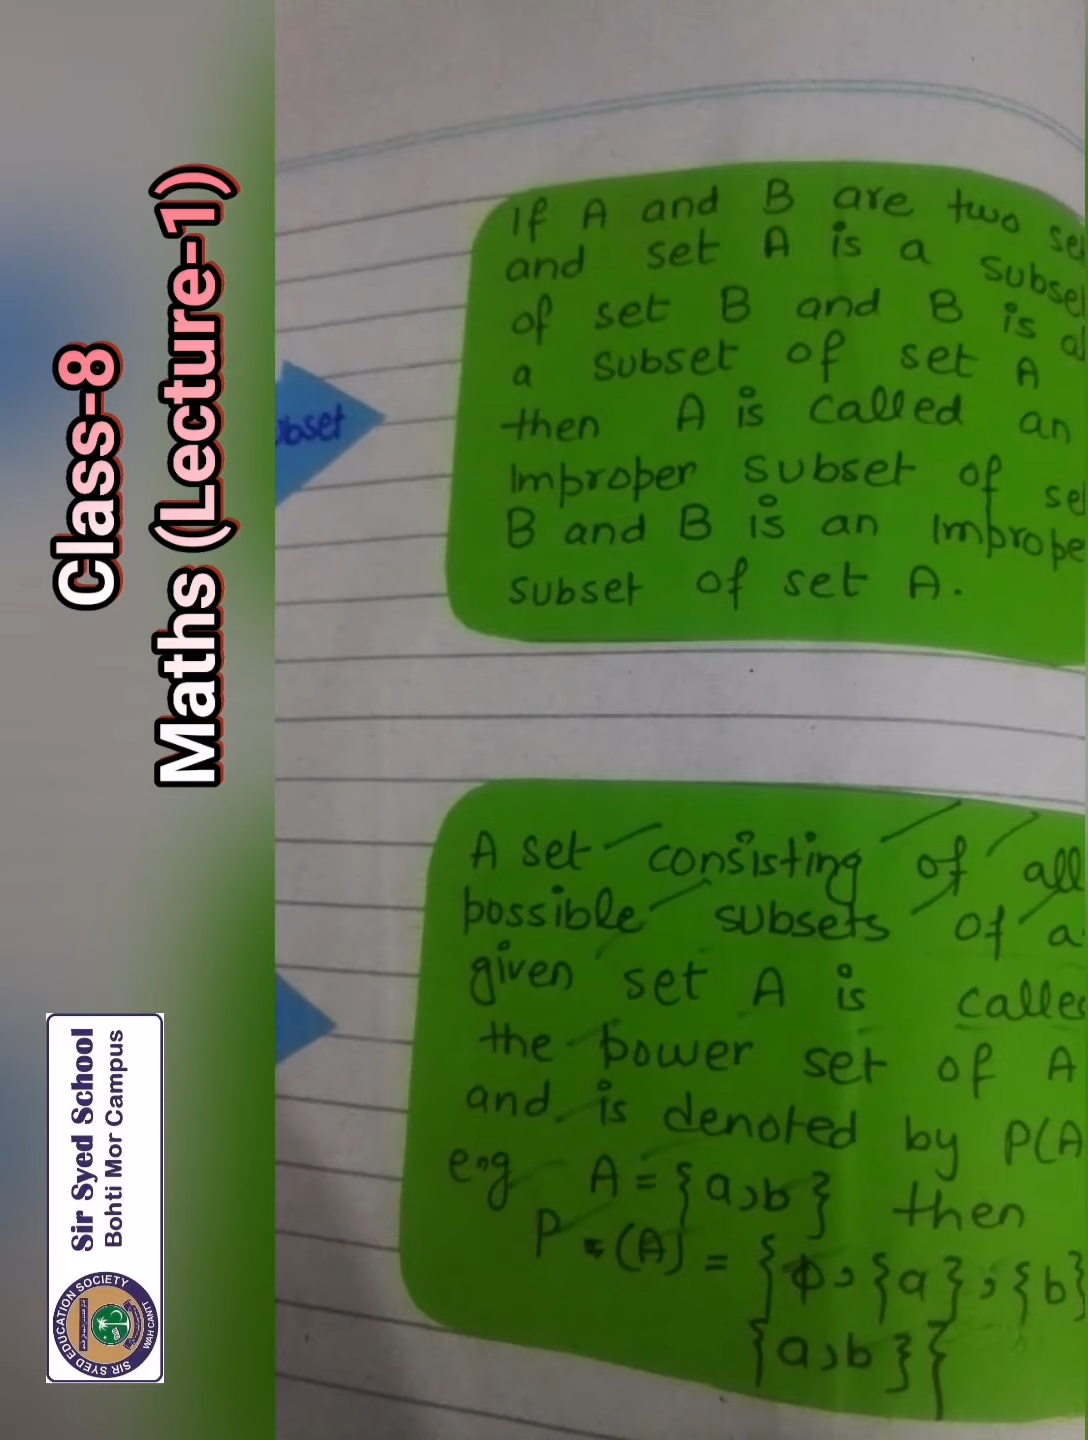 Class-8
Maths (Lecture-1)
Sir Syed School
Bohti Mor Campus
SIR SYED EDUCATION SOCIETY
WAH CANTT
If A and B are two
and set A is a subset
of set B and B is
a subset of set A
then A is called an
Improper subset of
B and B is an Imprope
subset of set A.
A set consisting of all
possible subsets of a
given set A is called
the power set of A
and is denoted by P(A
e.g A = {a,b} then
P (A) = {ϕ, {a}, {b}
{a,b}}